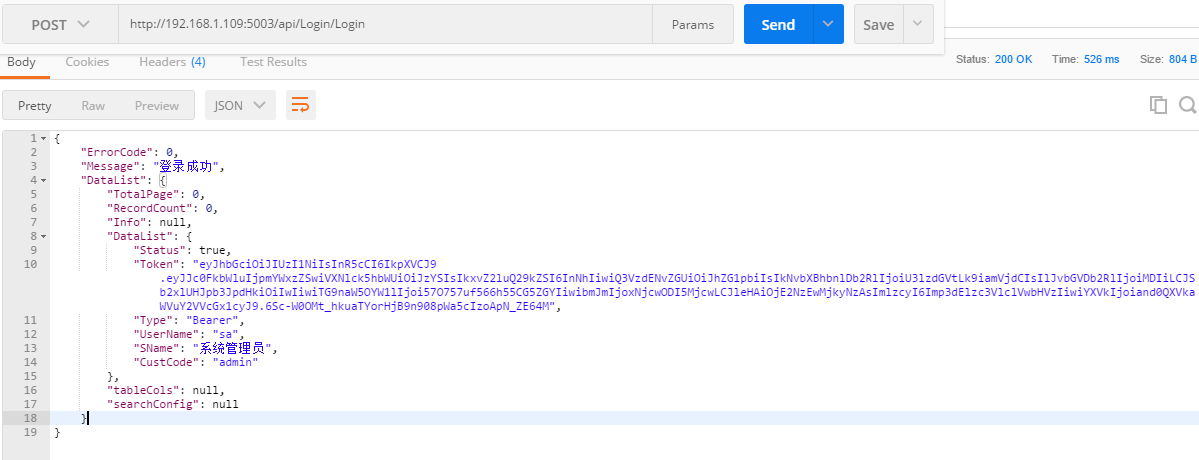 POST http://192.168.1.109:5003/api/Login/Login Params Send Save
Body Cookies Headers (4) Test Results Status: 200 OK Time: 526 ms Size: 804 B
Pretty Raw Preview JSON
1 {
2 "ErrorCode": 0,
3 "Message": "登录成功",
4 "DataList": {
5 "TotalPage": 0,
6 "RecordCount": 0,
7 "Info": null,
8 "DataList": {
9 "Status": true,
10 "Token": "eyJhbGciOiJIUzI1NiIsInR5cCI6IkpXVCJ9
.eyJJc0FkbWluIjpmYWxzZSwiVXNlck5hbWUiOiJzYSIsIkxvZ2luQ29kZSI6InNhIiwiQ3VzdENvZGUiOiJhZG1pbiIsIkNvbXBhbnlDb2RlIjoiU3lzdGVtLk9iamVjdCIsIlJvbGVDb2RlIjoiMDIiLCJS
b2xlUHJpb3JpdHkiOiIwIiwiTG9naW5OYW1lIjoi57O757uf566h55CG5ZGYIiwibmJmIjoxNjcwODI5MjcwLCJleHAiOjE2NzEwMjkyNzAsImlzcyI6Imp3dElzc3VlclVwbHVzIiwiYXVkIjoiand0QXVka
WVuY2VVcGx1cyJ9.6Sc-W0OMt_hkuaTYorHjB9n908pWa5cIzoApN_ZE64M",
11 "Type": "Bearer",
12 "UserName": "sa",
13 "SName": "系统管理员",
14 "CustCode": "admin"
15 },
16 "tableCols": null,
17 "searchConfig": null
18 }
19 }